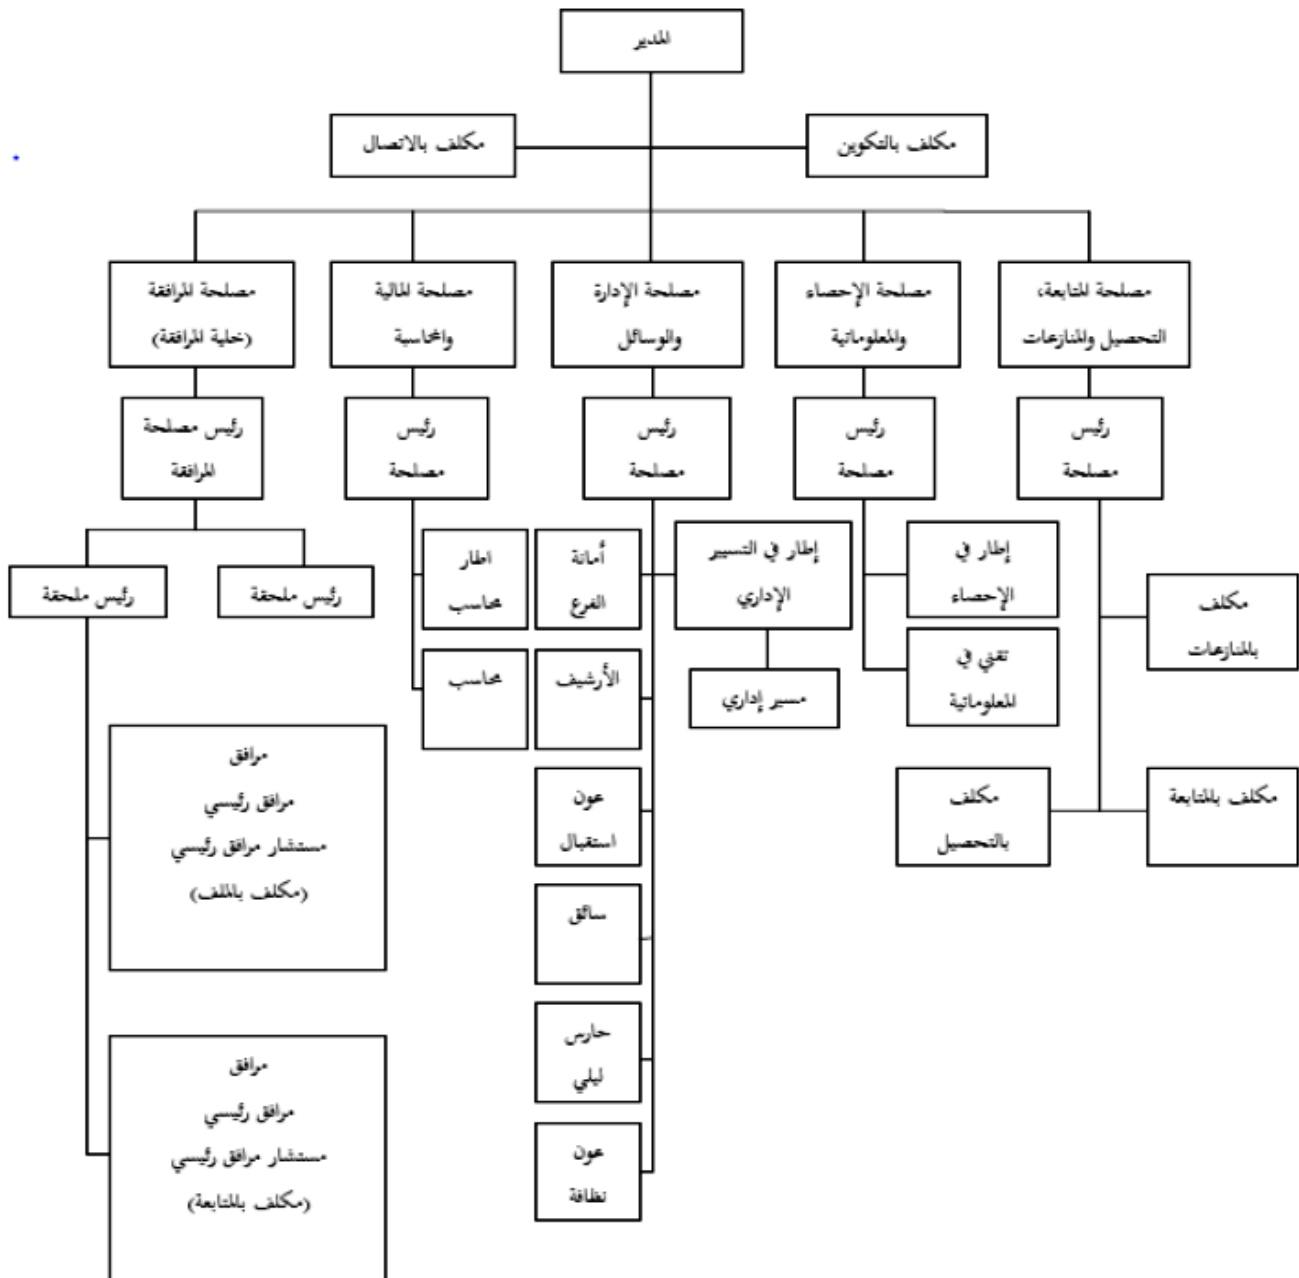 المدير
مكلف بالتكوين
مكلف بالاتصال
مصلحة المتابعة،
التحصيل والمنازعات
مصلحة الإحصاء
والمعلوماتية
مصلحة الإدارة
والوسائل
مصلحة المالية
والمحاسبة
مصلحة المرافقة
(خلية المرافقة)
رئيس
مصلحة
رئيس
مصلحة
رئيس
مصلحة
رئيس
مصلحة
رئيس مصلحة
المرافقة
مكلف
بالمنازعات
مكلف بالمتابعة
مكلف
بالتحصيل
إطار في
الإحصاء
تقني في
المعلوماتية
إطار في التسيير
الإداري
مسير إداري
أمانة
الفرع
الأرشيف
عون
استقبال
سائق
حارس
ليلي
عون
نظافة
اطار
محاسب
محاسب
رئيس ملحقة
رئيس ملحقة
مرافق
مرافق رئيسي
مستشار مرافق رئيسي
(مكلف بالملف)
مرافق
مرافق رئيسي
مستشار مرافق رئيسي
(مكلف بالمتابعة)